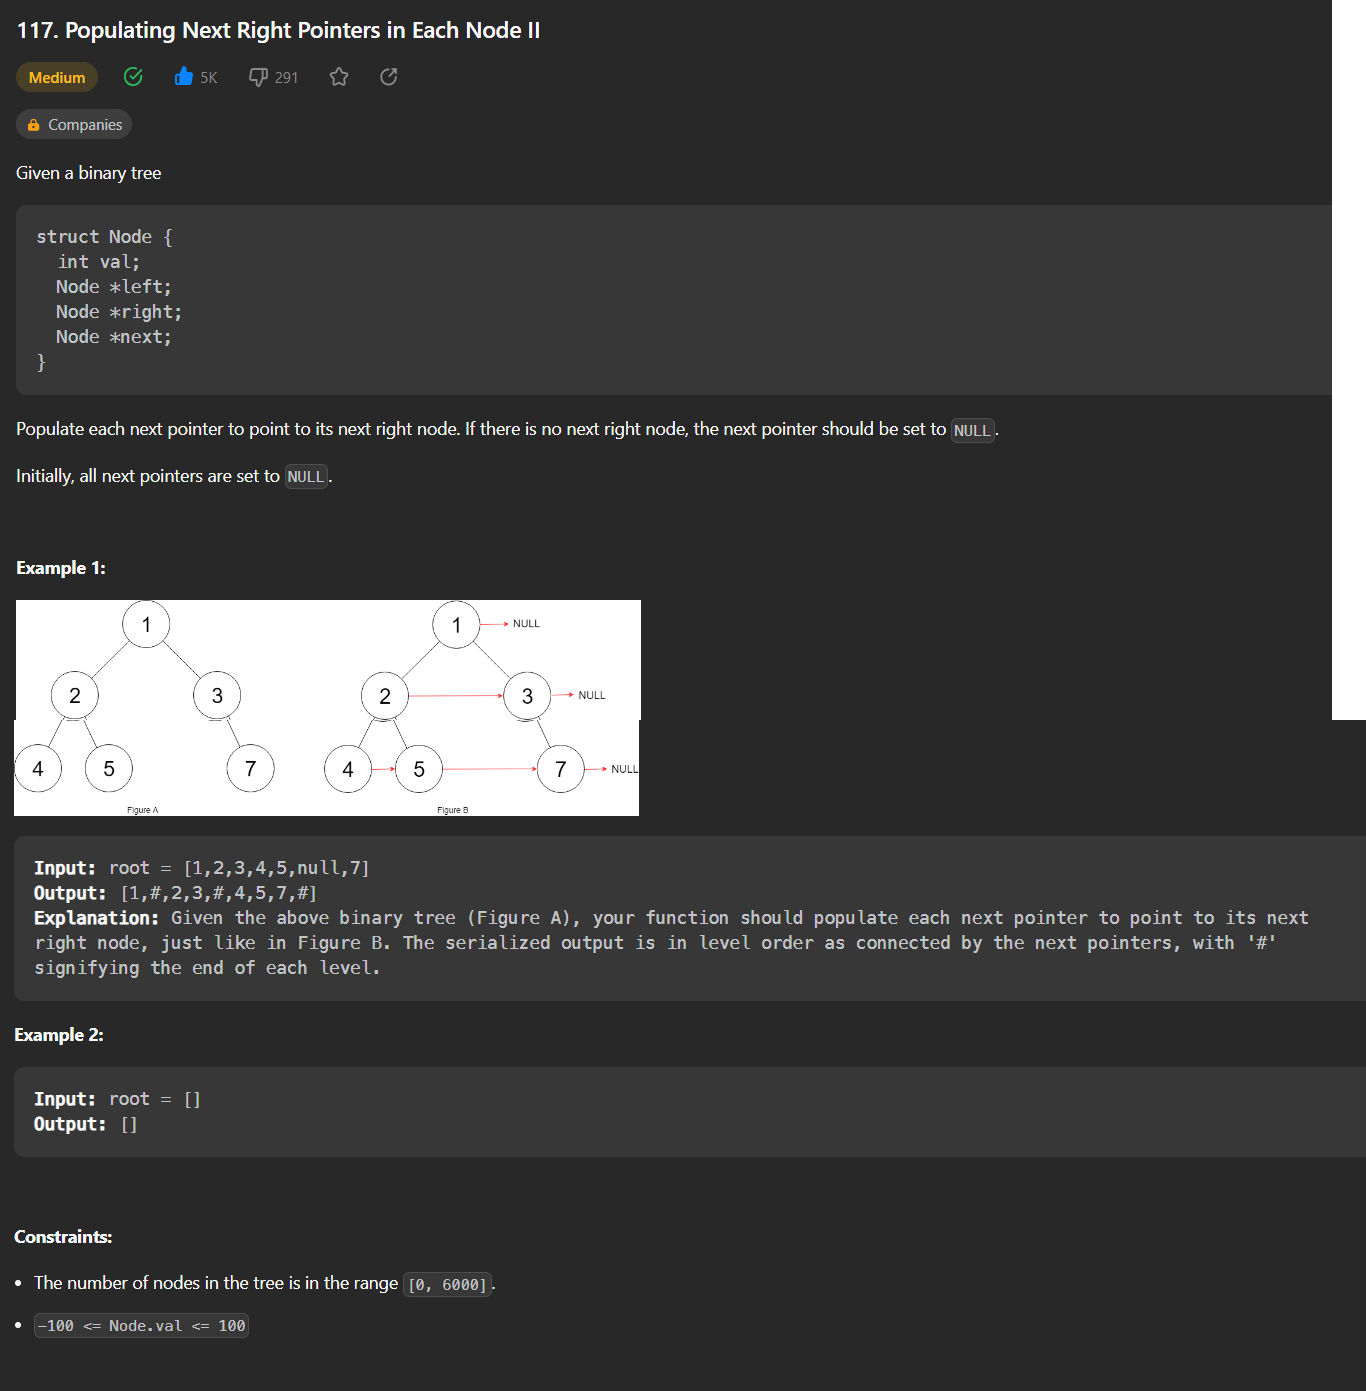 117. Populating Next Right Pointers in Each Node II
Medium 5K 291
Companies
Given a binary tree
struct Node {
  int val;
  Node *left;
  Node *right;
  Node *next;
}
Populate each next pointer to point to its next right node. If there is no next right node, the next pointer should be set to NULL.
Initially, all next pointers are set to NULL.
Example 1:
1 1 NULL
2 3 2 3 NULL
4 5 7 4 5 7 NULL
Figure A Figure B
Input: root = [1,2,3,4,5,null,7]
Output: [1,#,2,3,#,4,5,7,#]
Explanation: Given the above binary tree (Figure A), your function should populate each next pointer to point to its next
right node, just like in Figure B. The serialized output is in level order as connected by the next pointers, with '#'
signifying the end of each level.
Example 2:
Input: root = []
Output: []
Constraints:
• The number of nodes in the tree is in the range [0, 6000].
• -100 <= Node.val <= 100